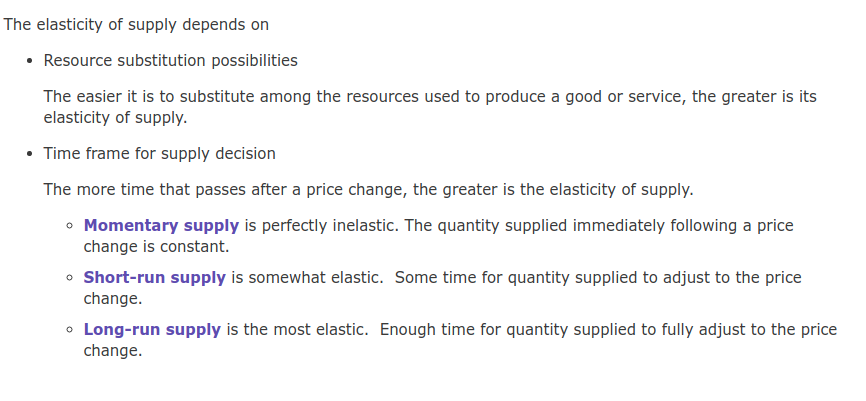 The elasticity of supply depends on
• Resource substitution possibilities
The easier it is to substitute among the resources used to produce a good or service, the greater is its
elasticity of supply.
• Time frame for supply decision
The more time that passes after a price change, the greater is the elasticity of supply.
◦ Momentary supply is perfectly inelastic. The quantity supplied immediately following a price
change is constant.
◦ Short-run supply is somewhat elastic.  Some time for quantity supplied to adjust to the price
change.
◦ Long-run supply is the most elastic.  Enough time for quantity supplied to fully adjust to the price
change.